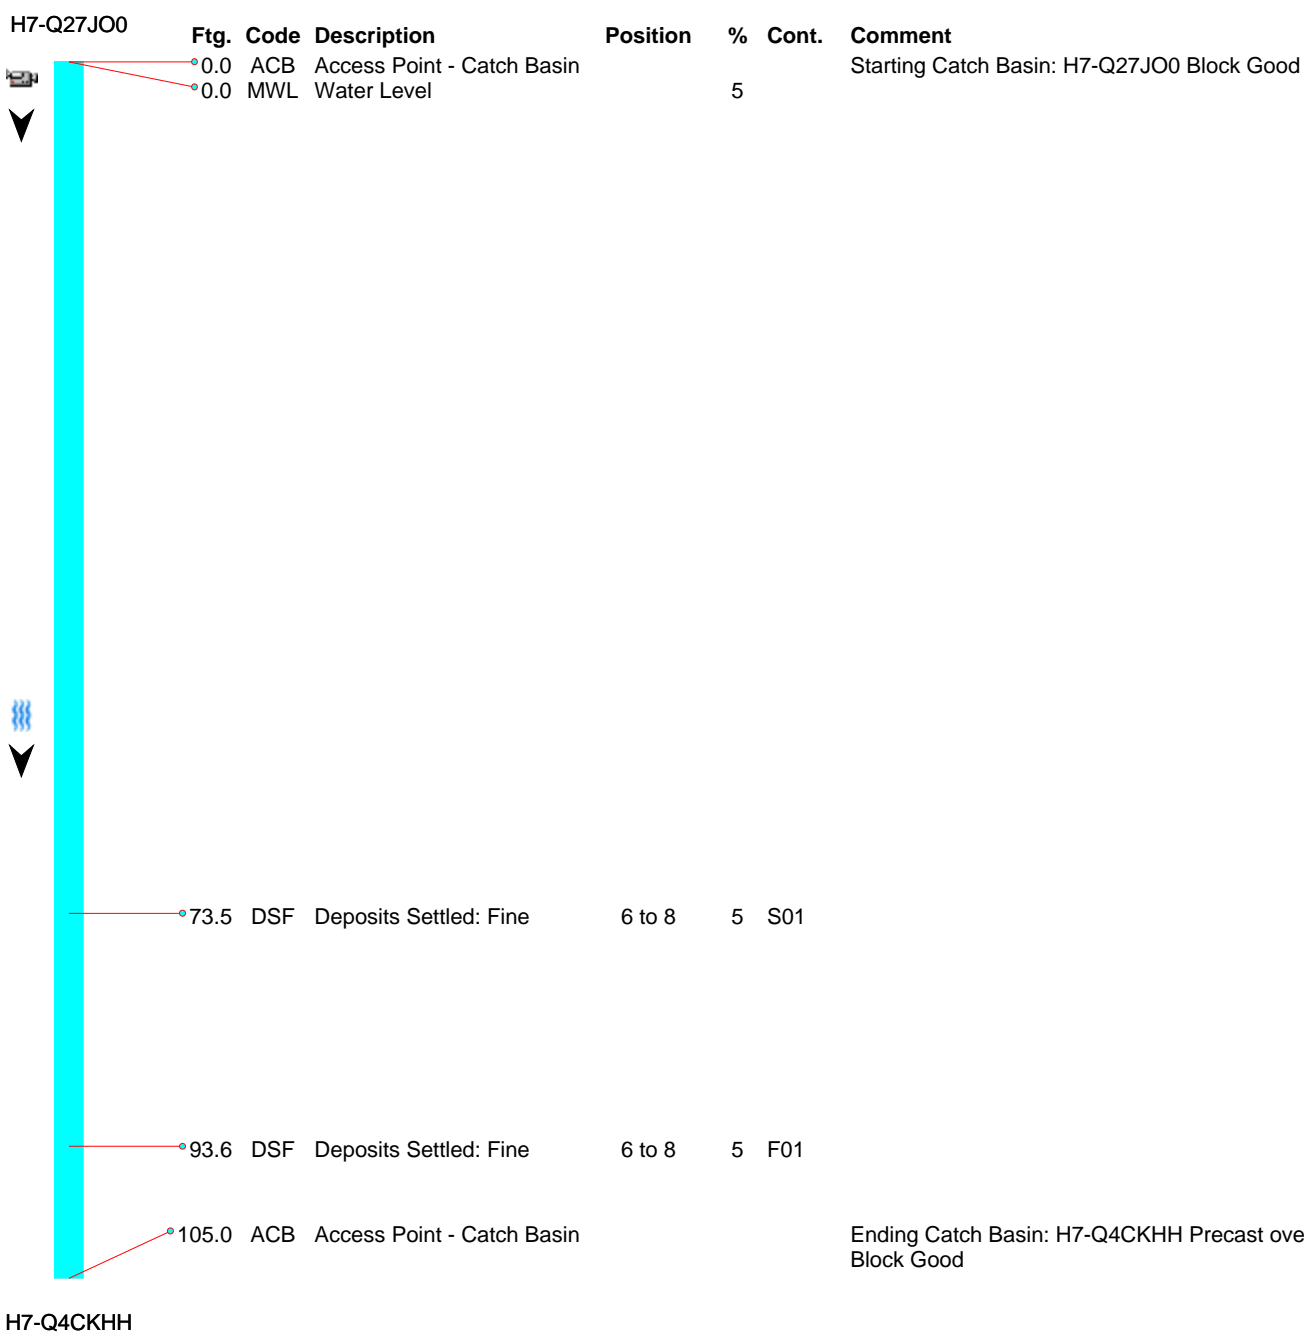 H7-Q27JO0
Ftg. Code Description Position % Cont. Comment
0.0 ACB Access Point - Catch Basin Starting Catch Basin: H7-Q27JO0 Block Good
0.0 MWL Water Level 5
73.5 DSF Deposits Settled: Fine 6 to 8 5 S01
93.6 DSF Deposits Settled: Fine 6 to 8 5 F01
105.0 ACB Access Point - Catch Basin Ending Catch Basin: H7-Q4CKHH Precast ove
Block Good
H7-Q4CKHH